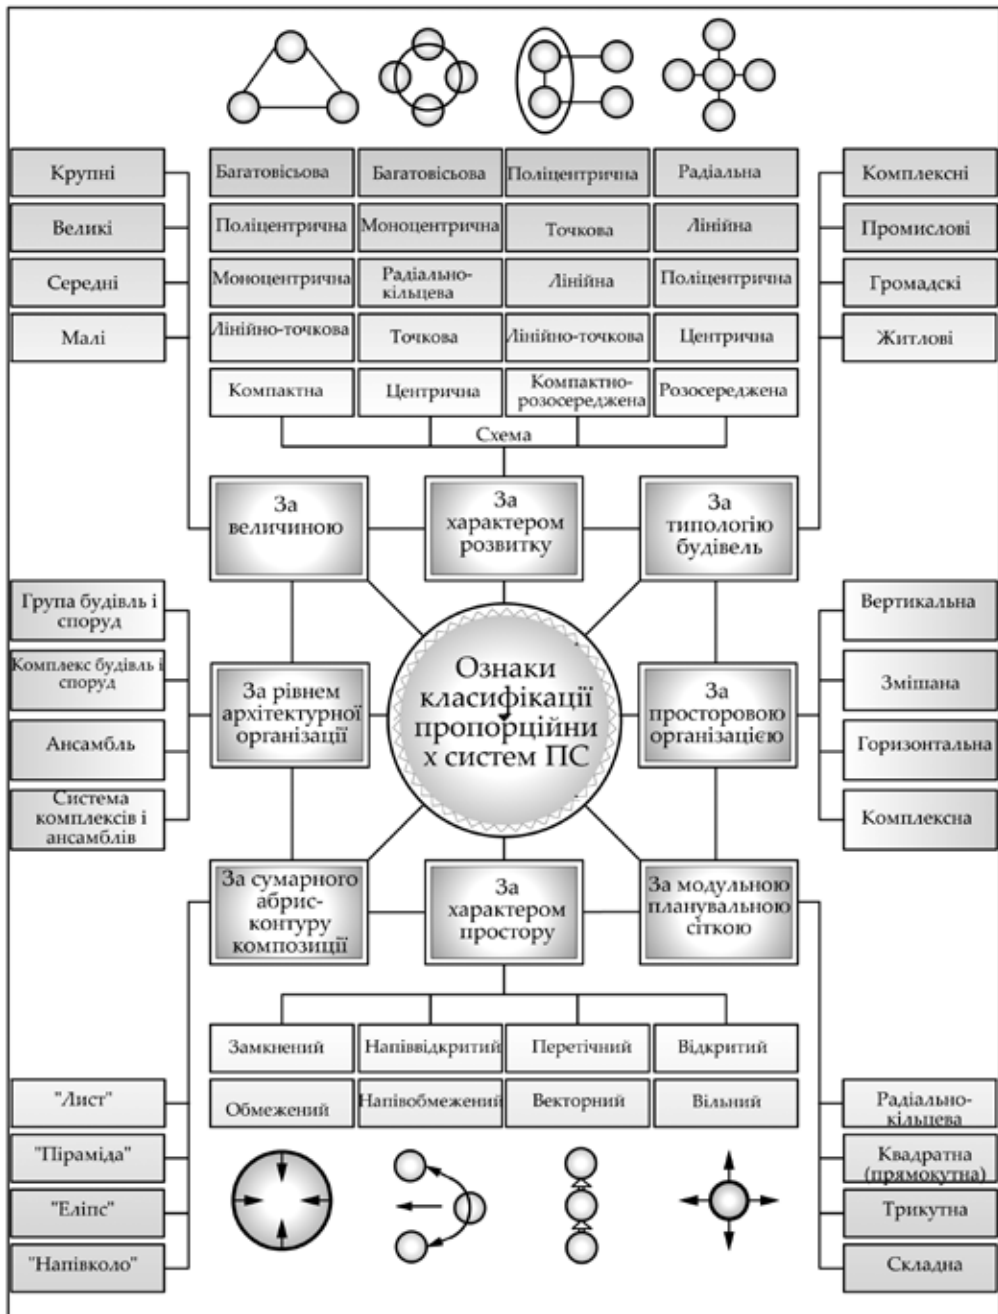 Крупні
Великі
Середні
Малі
Багатовісьова
Багатовісьова
Поліцентрична
Радіальна
Поліцентрична
Моноцентрична
Точкова
Лінійна
Моноцентрична
Радіально-
кільцева
Лінійна
Поліцентрична
Лінійно-точкова
Точкова
Лінійно-точкова
Центрична
Компактна
Центрична
Компактно-
розосереджена
Розосереджена
Комплексні
Промислові
Громадскі
Житлові
Схема
За
величиною
За
характером
розвитку
За
типологію
будівель
Група будівль і
споруд
Комплекс будівль і
споруд
Ансамбль
Система
комплексів і
ансамблів
За рівнем
архітектурної
організації
Ознаки
класифікації
пропорційни
х систем ПС
За
просторовою
організацією
Вертикальна
Змішана
Горизонтальна
Комплексна
За сумарного
абрис-
контуру
композиції
За
характером
простору
За модульною
планувальною
сіткою
Замкнений
Напіввідкритий
Перетічний
Відкритий
Обмежений
Напівобмежений
Векторний
Вільний
"Лист"
"Піраміда"
"Еліпс"
"Напівколо"
Радіально-
кільцева
Квадратна
(прямокутна)
Трикутна
Складна